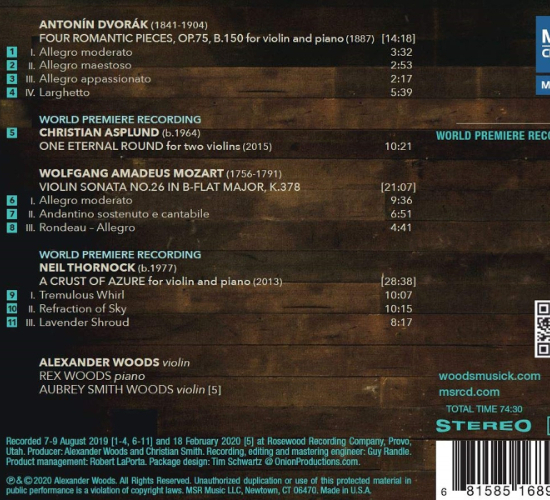 ANTONÍN DVORÁK (1841-1904)
FOUR ROMANTIC PIECES, OP.75, B.150 for violin and piano (1887) [14:18]
1 I. Allegro moderato 3:32
2 II. Allegro maestoso 2:53
3 III. Allegro appassionato 2:17
4 IV. Larghetto 5:39
WORLD PREMIERE RECORDING
5 CHRISTIAN ASPLUND (b.1964)
ONE ETERNAL ROUND for two violins (2015) 10:21
WORLD PREMIERE RECO
WOLFGANG AMADEUS MOZART (1756-1791)
VIOLIN SONATA NO.26 IN B-FLAT MAJOR, K.378 [21:07]
6 I. Allegro moderato 9:36
7 II. Andantino sostenuto e cantabile 6:51
8 III. Rondeau – Allegro 4:41
WORLD PREMIERE RECORDING
NEIL THORNOCK (b.1977)
A CRUST OF AZURE for violin and piano (2013) [28:38]
9 I. Tremulous Whirl 10:07
10 II. Refraction of Sky 10:15
11 III. Lavender Shroud 8:17
ALEXANDER WOODS violin
REX WOODS piano
AUBREY SMITH WOODS violin [5]
woodsmusick.com
msrcd.com
TOTAL TIME 74:30
STEREO
Recorded 7-9 August 2019 [1-4, 6-11] and 18 February 2020 [5] at Rosewood Recording Company, Provo,
Utah. Producer: Alexander Woods and Christian Smith. Recording, editing and mastering engineer: Guy Randle.
Product management: Robert LaPorta. Package design: Tim Schwartz @ OnionProductions.com.
℗ & © 2020 Alexander Woods. All Rights Reserved. Unauthorized duplication or use of this protected material in
public performance is a violation of copyright laws. MSR Music LLC, Newtown, CT 06470. Made in U.S.A.
6 81585 168